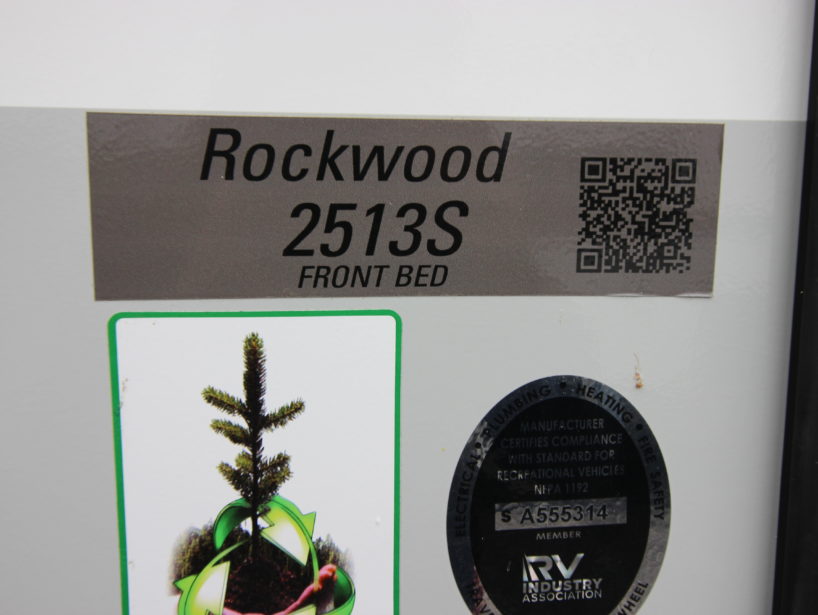 Rockwood
2513S
FRONT BED
ELECTRICAL • PLUMBING • HEATING • FIRE SAFETY
MANUFACTURER
CERTIFIES COMPLIANCE
WITH STANDARD FOR
RECREATIONAL VEHICLES
NFPA 1192
S A555314
MEMBER
RV
INDUSTRY
ASSOCIATION